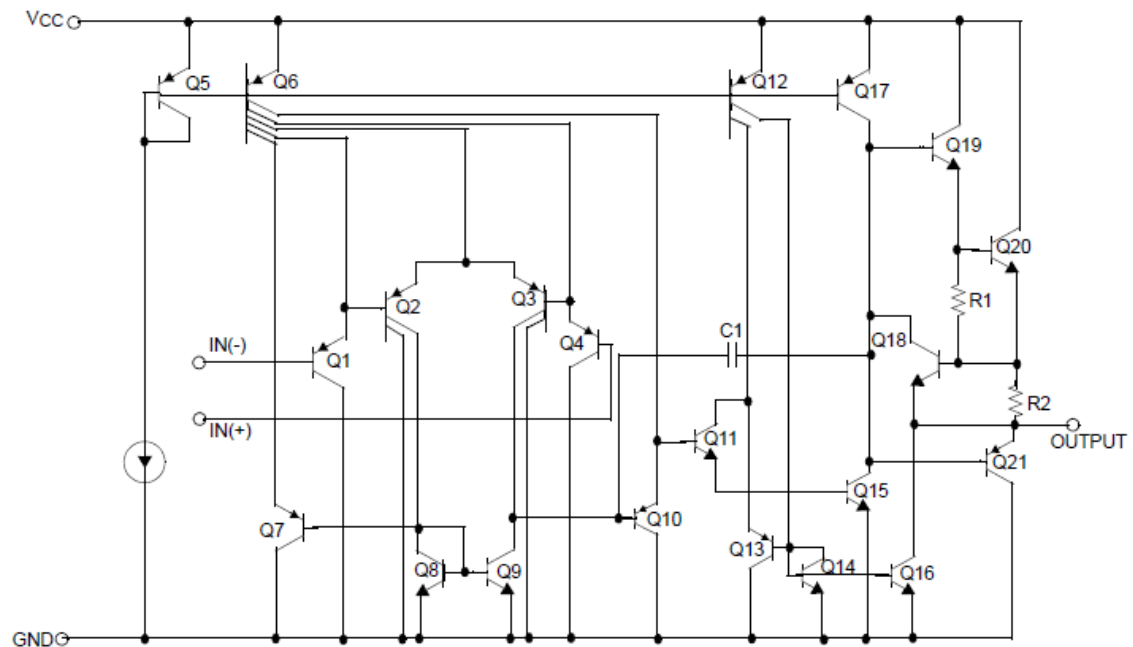 VCC
Q5
Q6
Q12
Q17
Q19
Q20
Q2
Q3
R1
C1
Q4
Q18
Q1
IN(-)
R2
IN(+)
Q11
OUTPUT
Q21
Q15
Q10
Q7
Q13
Q8
Q9
Q14
Q16
GND